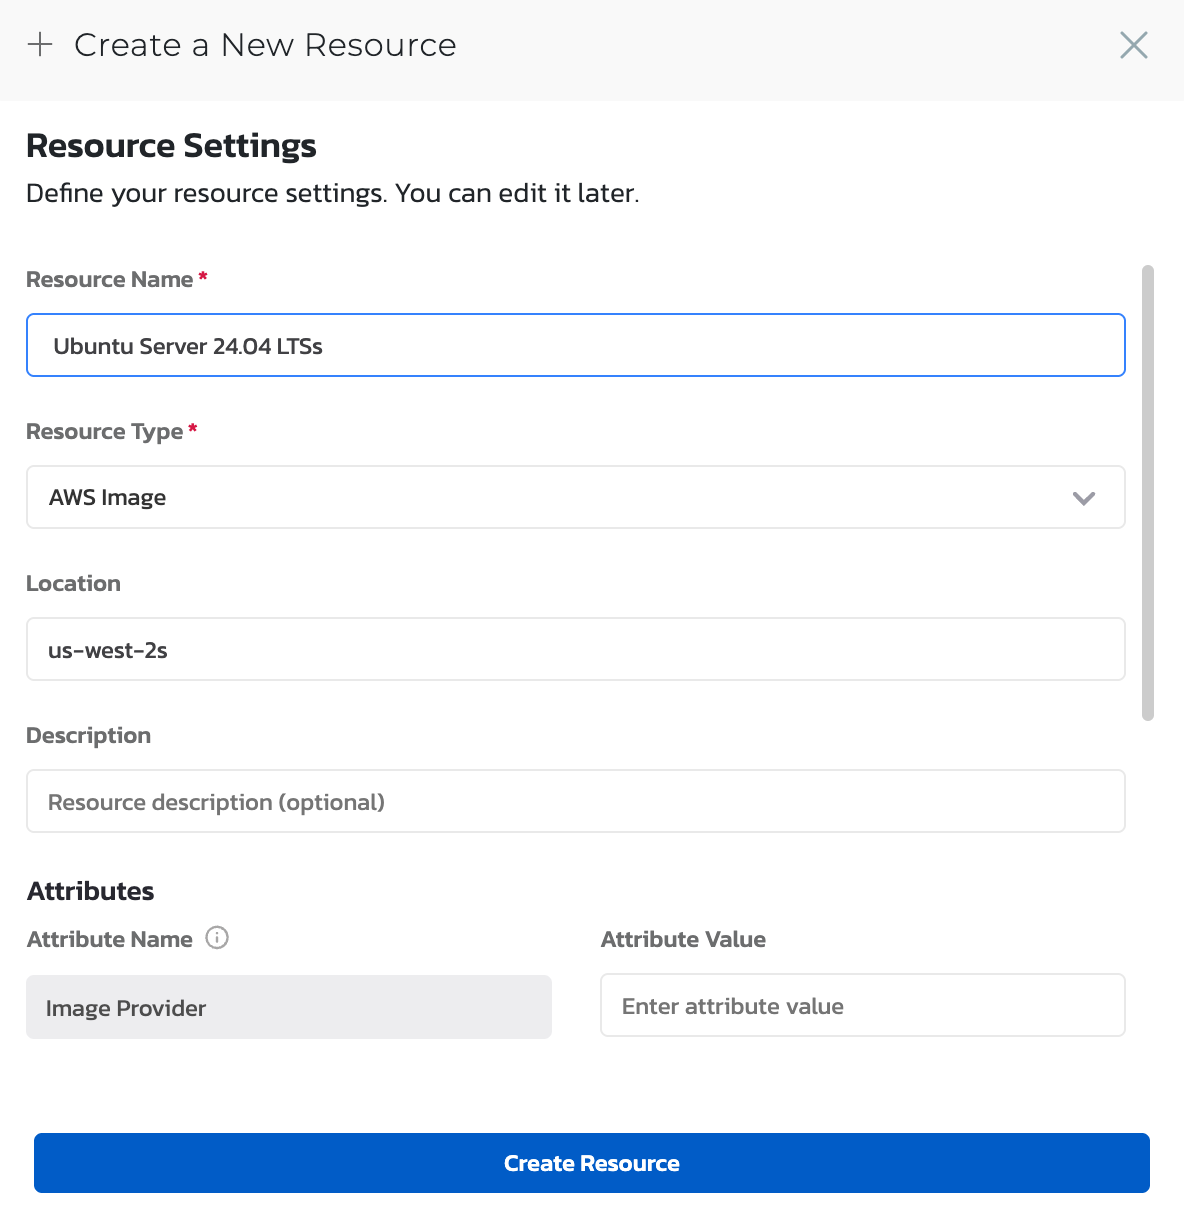 Create a New Resource
Resource Settings
Define your resource settings. You can edit it later.
Resource Name *
Ubuntu Server 24.04 LTSs
Resource Type *
AWS Image
Location
us-west-2s
Description
Resource description (optional)
Attributes
Attribute Name
Attribute Value
Image Provider
Enter attribute value
Create Resource